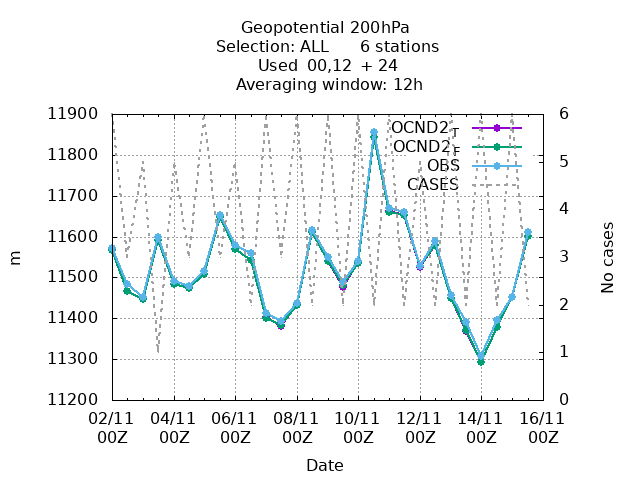 Geopotential 200hPa
Selection: ALL 6 stations
Used 00,12 + 24
Averaging window: 12h
11900
11800
11700
11600
11500
11400
11300
11200
m
6
5
4
3
2
1
0
No cases
OCND2_T
OCND2_F
OBS
CASES
02/11 04/11 06/11 08/11 10/11 12/11 14/11 16/11
00Z 00Z 00Z 00Z 00Z 00Z 00Z 00Z
Date